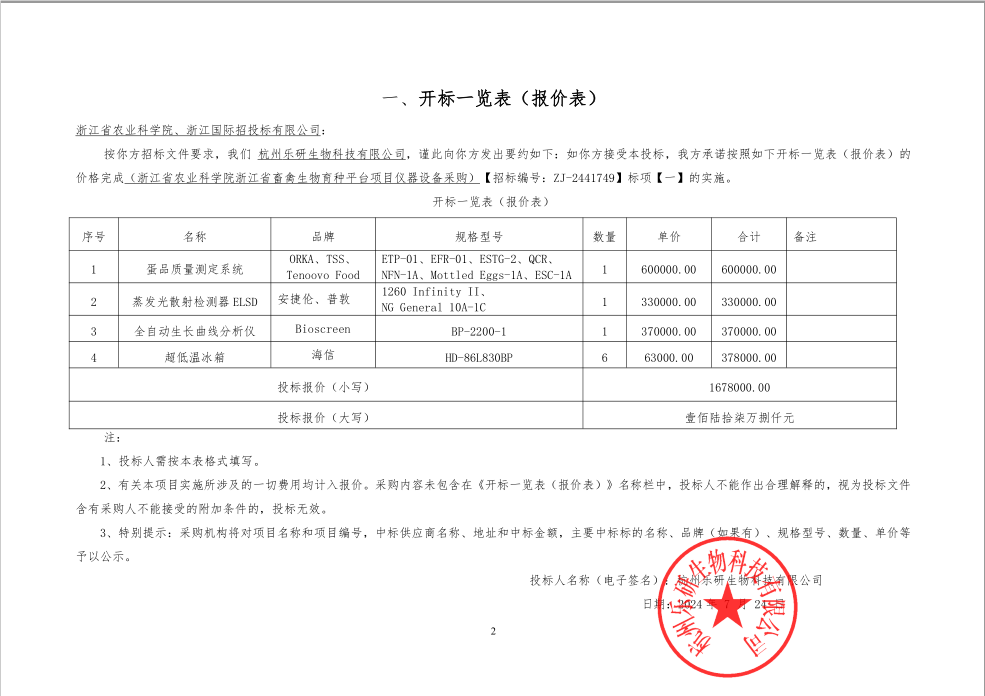 一、开标一览表（报价表）
浙江省农业科学院、浙江国际招投标有限公司：
按你方招标文件要求，我们 杭州乐研生物科技有限公司，谨此向你方发出要约如下：如你方接受本投标，我方承诺按照如下开标一览表（报价表）的
价格完成（浙江省农业科学院浙江省畜禽生物育种平台项目仪器设备采购）【招标编号：ZJ-2441749】标项【一】的实施。
开标一览表（报价表）
序号 名称 品牌 规格型号 数量 单价 合计 备注
1 蛋品质量测定系统 ORKA、TSS、 Tenoovo Food ETP-01、EFR-01、ESTG-2、QCR、 NFN-1A、Mottled Eggs-1A、ESC-1A 1 600000.00 600000.00
2 蒸发光散射检测器 ELSD 安捷伦、普敦 1260 Infinity II、 NG General 10A-1C 1 330000.00 330000.00
3 全自动生长曲线分析仪 Bioscreen BP-2200-1 1 370000.00 370000.00
4 超低温冰箱 海信 HD-86L830BP 6 63000.00 378000.00
投标报价（小写） 1678000.00
投标报价（大写） 壹佰陆拾柒万捌仟元
注：
1、投标人需按本表格式填写。
2、有关本项目实施所涉及的一切费用均计入报价。采购内容未包含在《开标一览表（报价表）》名称栏中，投标人不能作出合理解释的，视为投标文件
含有采购人不能接受的附加条件的，投标无效。
3、特别提示：采购机构将对项目名称和项目编号，中标供应商名称、地址和中标金额，主要中标标的名称、品牌（如果有）、规格型号、数量、单价等
予以公示。
投标人名称（电子签名）：杭州乐研生物科技有限公司
日期：2024 年 7 月 21 日
杭州乐研生物科技有限公司
2